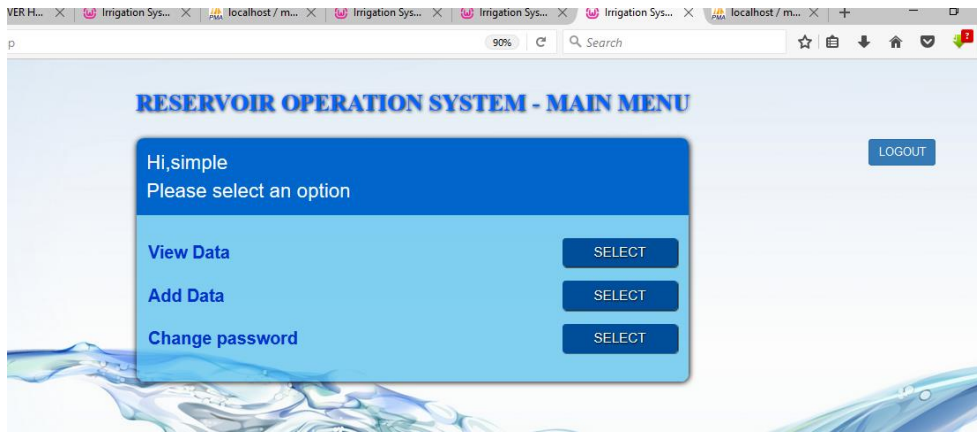 VER H...
Irrigation Sys...
localhost / m...
Irrigation Sys...
Irrigation Sys...
Irrigation Sys...
localhost / m...
p
90%
Search
RESERVOIR OPERATION SYSTEM - MAIN MENU
LOGOUT
Hi,simple
Please select an option
View Data SELECT
Add Data SELECT
Change password SELECT